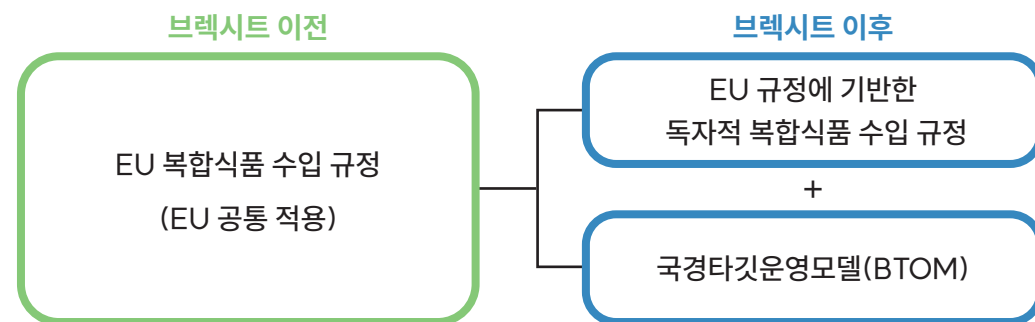 브렉시트 이전
EU 복합식품 수입 규정
(EU 공통 적용)
브렉시트 이후
EU 규정에 기반한
독자적 복합식품 수입 규정
+
국경타깃운영모델(BTOM)